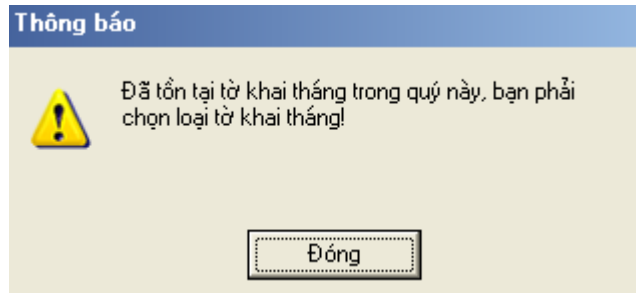 Thông báo
Đã tồn tại tờ khai tháng trong quý này, bạn phải
chọn loại tờ khai tháng!
Đóng